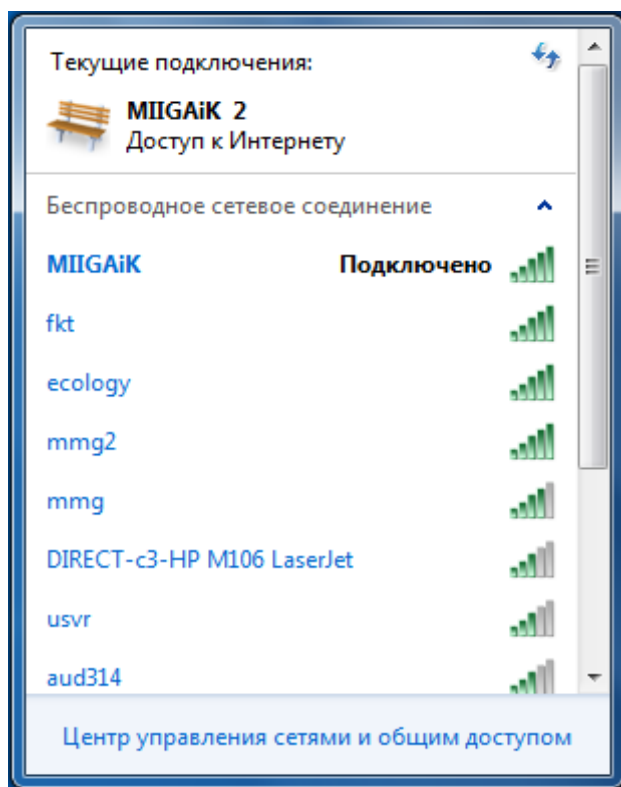 Текущие подключения:
MIIGAiK 2
Доступ к Интернету
Беспроводное сетевое соединение
MIIGAiK Подключено
fkt
ecology
mmg2
mmg
DIRECT-c3-HP M106 LaserJet
usvr
aud314
Центр управления сетями и общим доступом